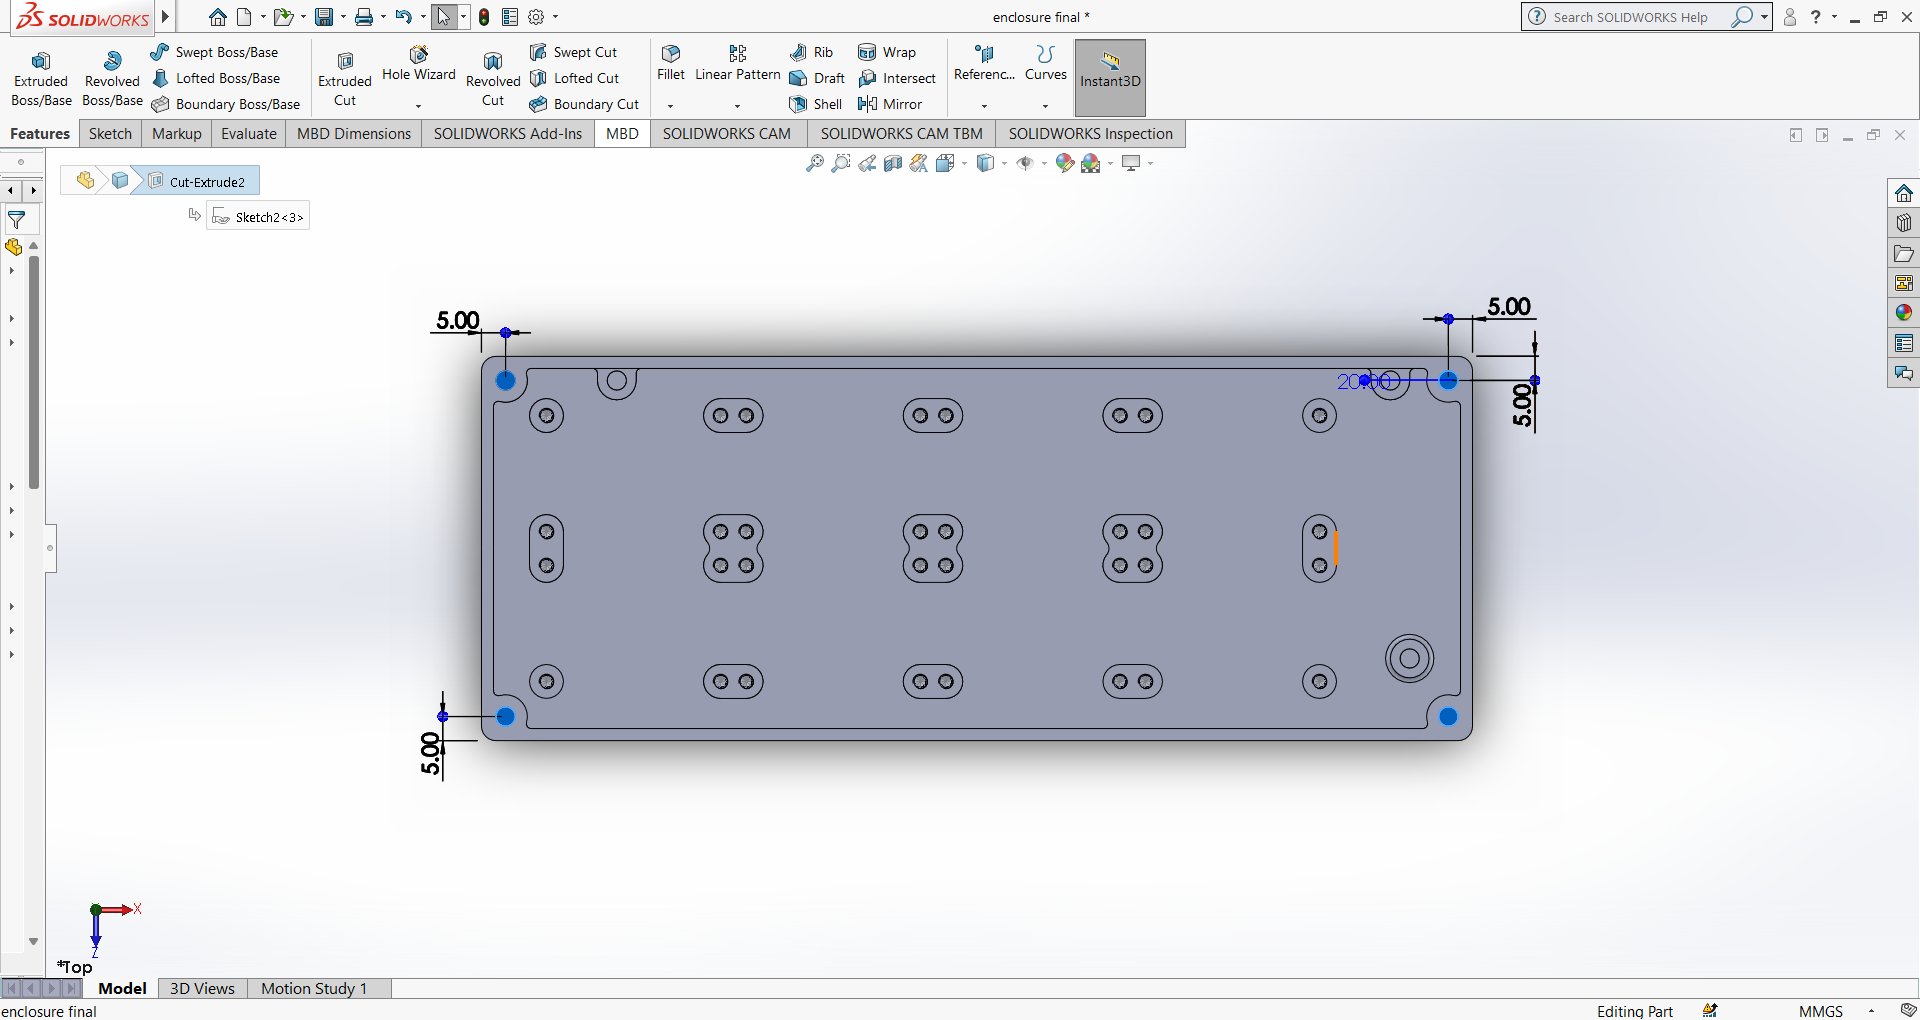 SOLIDWORKS
enclosure final *
Search SOLIDWORKS Help
Extruded Boss/Base
Revolved Boss/Base
Swept Boss/Base
Lofted Boss/Base
Boundary Boss/Base
Extruded Cut
Hole Wizard
Revolved Cut
Swept Cut
Lofted Cut
Boundary Cut
Fillet
Linear Pattern
Rib
Draft
Shell
Wrap
Intersect
Mirror
Referenc...
Curves
Instant3D
Features Sketch Markup Evaluate MBD Dimensions SOLIDWORKS Add-Ins MBD SOLIDWORKS CAM SOLIDWORKS CAM TBM SOLIDWORKS Inspection
Cut-Extrude2
Sketch2<3>
5.00
5.00
20.00
5.00
5.00
X
Z
*Top
Model 3D Views Motion Study 1
enclosure final
Editing Part
MMGS